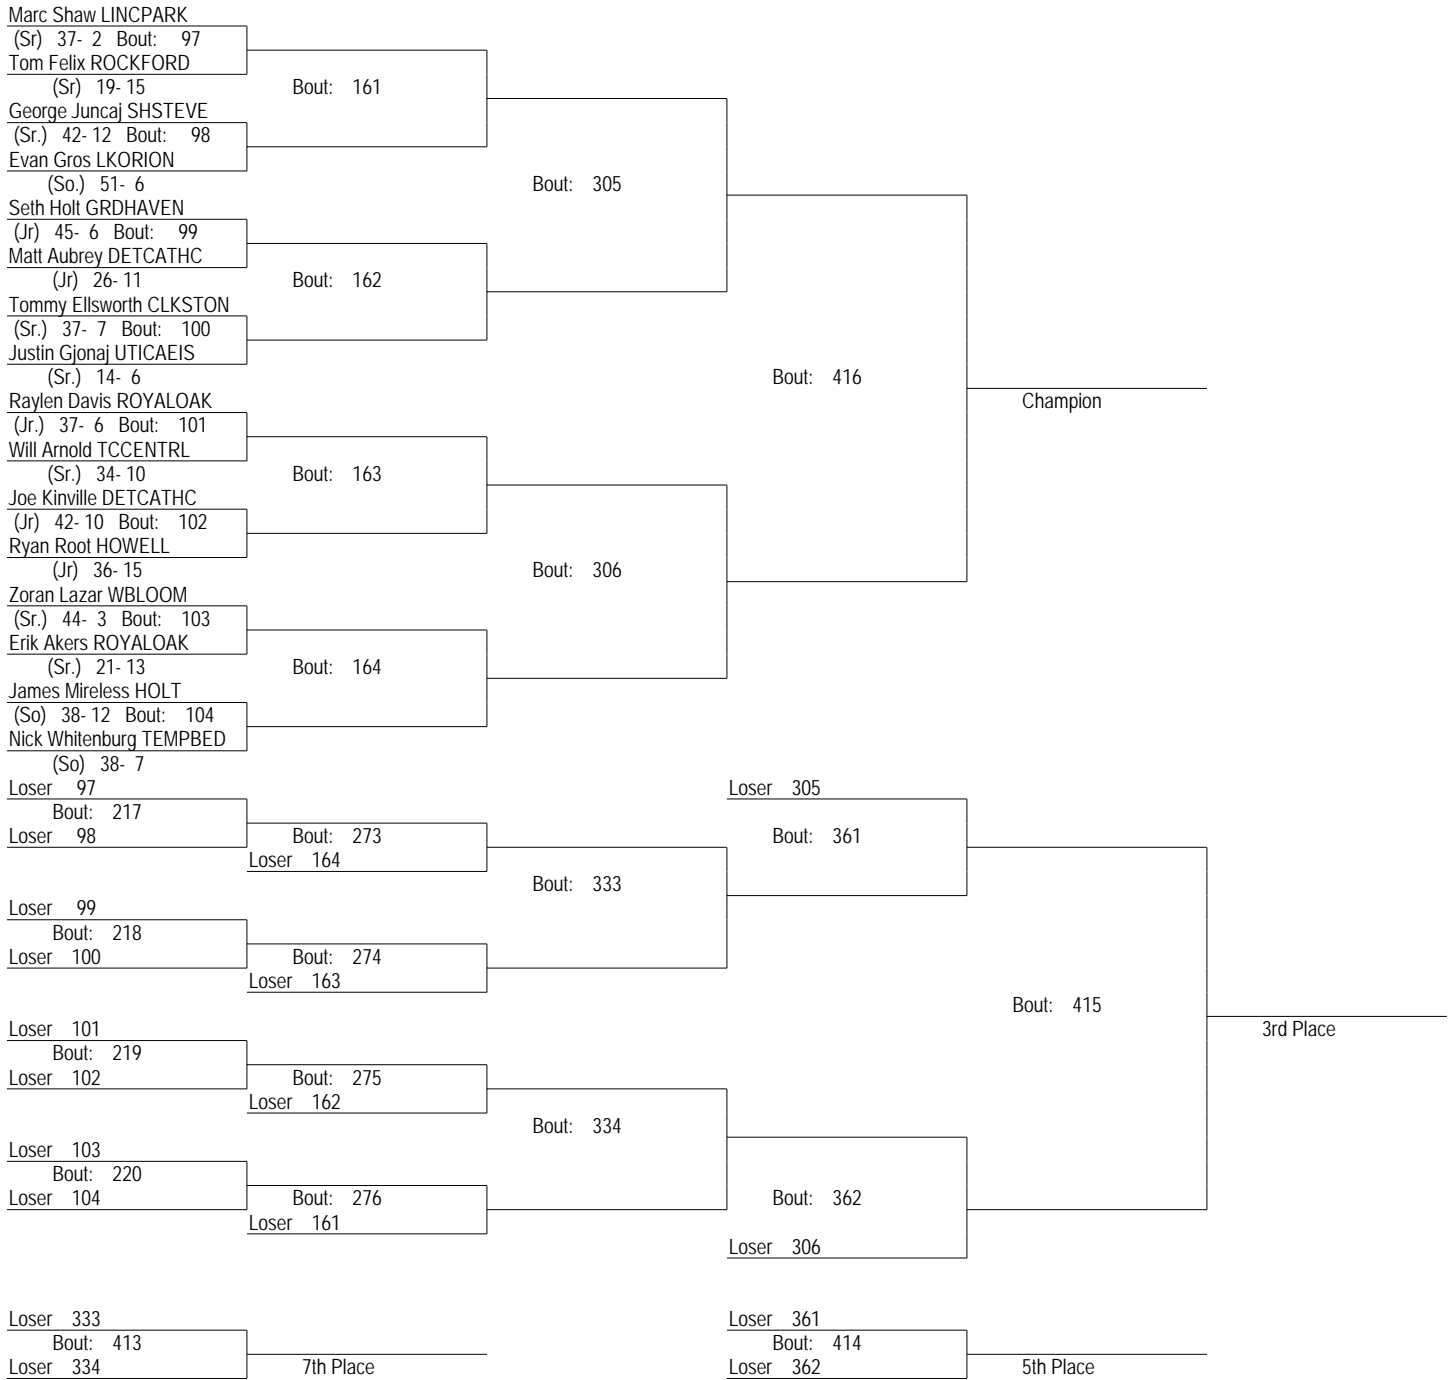 Marc Shaw LINCPARK
(Sr) 37- 2 Bout: 97
Tom Felix ROCKFORD
(Sr) 19- 15
Bout: 161
George Juncaj SHSTEVE
(Sr.) 42- 12 Bout: 98
Evan Gros LKORION
(So.) 51- 6
Bout: 305
Seth Holt GRDHAVEN
(Jr) 45- 6 Bout: 99
Matt Aubrey DETCATHC
(Jr) 26- 11
Bout: 162
Tommy Ellsworth CLKSTON
(Sr.) 37- 7 Bout: 100
Justin Gjonaj UTICAEIS
(Sr.) 14- 6
Bout: 416
Champion
Raylen Davis ROYALOAK
(Jr.) 37- 6 Bout: 101
Will Arnold TCCENTRL
(Sr.) 34- 10
Bout: 163
Joe Kinville DETCATHC
(Jr) 42- 10 Bout: 102
Ryan Root HOWELL
(Jr) 36- 15
Bout: 306
Zoran Lazar WBLOOM
(Sr.) 44- 3 Bout: 103
Erik Akers ROYALOAK
(Sr.) 21- 13
Bout: 164
James Mireless HOLT
(So) 38- 12 Bout: 104
Nick Whitenburg TEMPBED
(So) 38- 7
Loser 97
Loser 305
Bout: 217
Loser 98
Bout: 273
Bout: 361
Loser 164
Bout: 333
Loser 99
Bout: 218
Loser 100
Bout: 274
Loser 163
Bout: 415
Loser 101
3rd Place
Bout: 219
Loser 102
Bout: 275
Loser 162
Bout: 334
Loser 103
Bout: 220
Loser 104
Bout: 276
Bout: 362
Loser 161
Loser 306
Loser 333
Loser 361
Bout: 413
Bout: 414
Loser 334
7th Place
Loser 362
5th Place